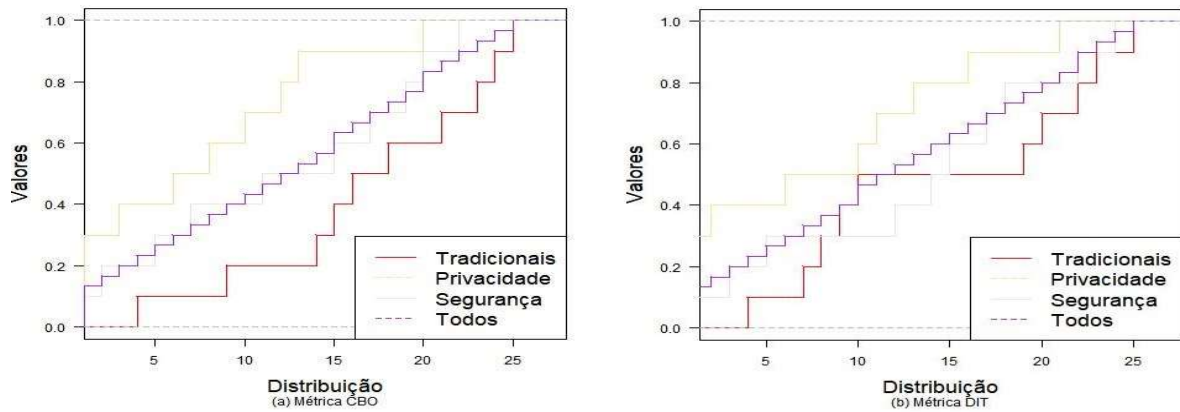 1.0
0.8
0.6
0.4
0.2
0.0
Valores
5
10
15
20
25
Tradicionais
Privacidade
Segurança
Todos
Distribuição
(a) Métrica CBO
1.0
0.8
0.6
0.4
0.2
0.0
Valores
5
10
15
20
25
Tradicionais
Privacidade
Segurança
Todos
Distribuição
(b) Métrica DIT